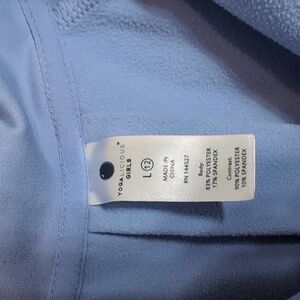 YOGALICIOUS®
GIRLS
L 12
MADE IN
CHINA
RN 144527
Body:
83% POLYESTER
17% SPANDEX
Contrast:
90% POLYESTER
10% SPANDEX